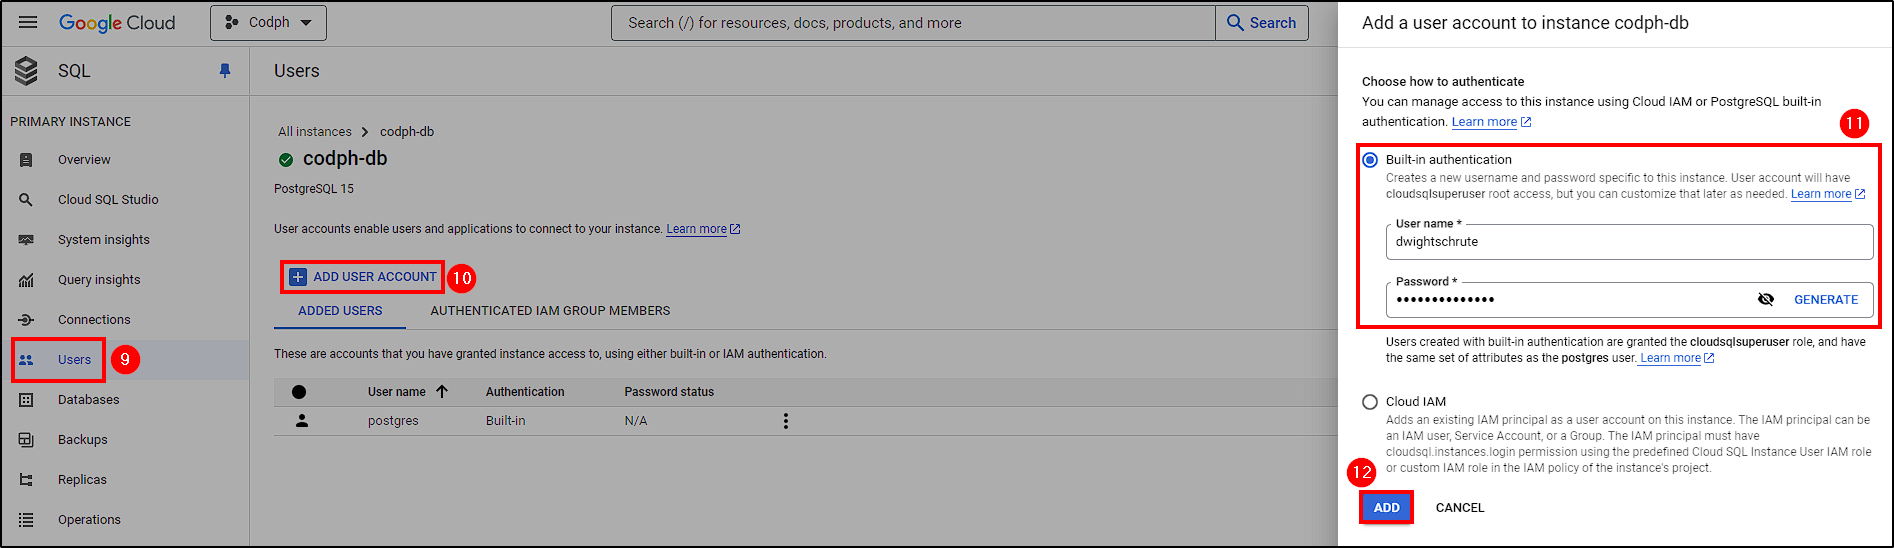 Google Cloud
Codph
Search (/) for resources, docs, products, and more
Search
SQL
PRIMARY INSTANCE
Overview
Cloud SQL Studio
System insights
Query insights
Connections
Users
9
Databases
Backups
Replicas
Operations
Users
All instances > codph-db
codph-db
PostgreSQL 15
User accounts enable users and applications to connect to your instance. Learn more
ADD USER ACCOUNT
10
ADDED USERS AUTHENTICATED IAM GROUP MEMBERS
These are accounts that you have granted instance access to, using either built-in or IAM authentication.
User name Authentication Password status
postgres Built-in N/A
Add a user account to instance codph-db
Choose how to authenticate
You can manage access to this instance using Cloud IAM or PostgreSQL built-in
authentication. Learn more
11
Built-in authentication
Creates a new username and password specific to this instance. User account will have
cloudsqlsuperuser root access, but you can customize that later as needed. Learn more
User name *
dwightschrute
Password *
••••••••••••••
GENERATE
Users created with built-in authentication are granted the cloudsqlsuperuser role, and have
the same set of attributes as the postgres user. Learn more
Cloud IAM
Adds an existing IAM principal as a user account on this instance. The IAM principal can be
an IAM user, Service Account, or a Group. The IAM principal must have
cloudsql.instances.login permission using the predefined Cloud SQL Instance User IAM role
or custom IAM role in the IAM policy of the instance's project.
12
ADD CANCEL